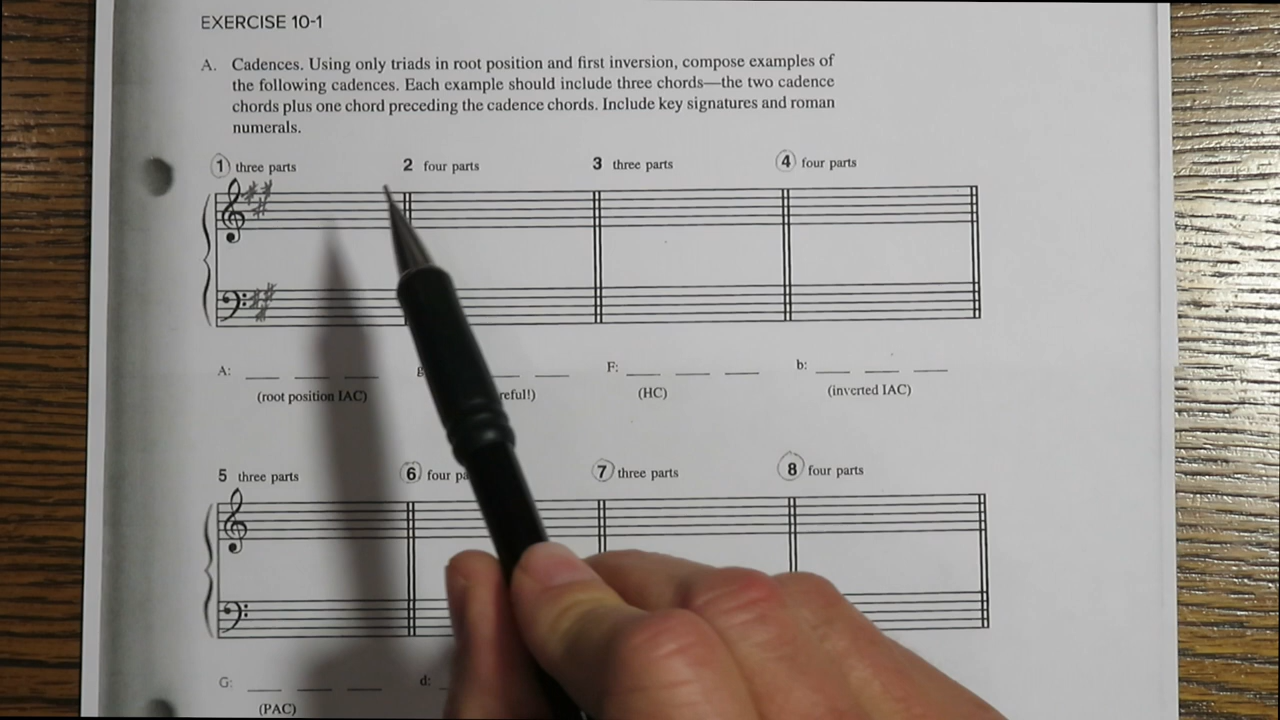 EXERCISE 10-1
A. Cadences. Using only triads in root position and first inversion, compose examples of
the following cadences. Each example should include three chords—the two cadence
chords plus one chord preceding the cadence chords. Include key signatures and roman
numerals.
1 three parts 2 four parts 3 three parts 4 four parts
A: F: b:
(root position IAC) (HC) (inverted IAC)
5 three parts 6 four 7 three parts 8 four parts
G: d:
(PAC)